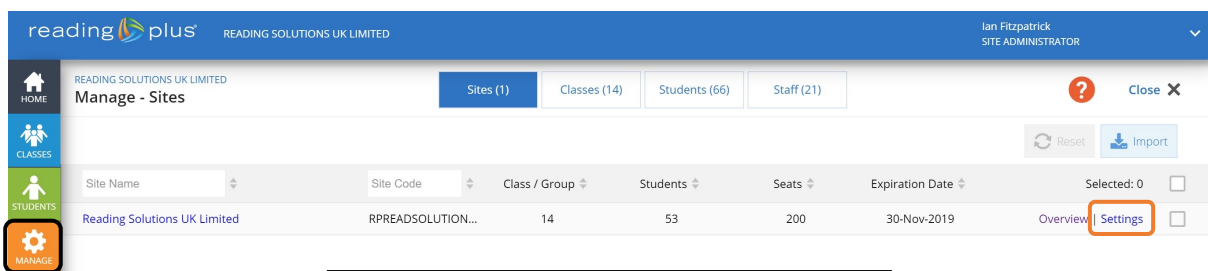 reading plus® READING SOLUTIONS UK LIMITED
Ian Fitzpatrick
SITE ADMINISTRATOR
HOME
CLASSES
STUDENTS
MANAGE
READING SOLUTIONS UK LIMITED
Manage - Sites
Sites (1) Classes (14) Students (66) Staff (21)
? Close X
Reset Import
Site Name Site Code Class / Group Students Seats Expiration Date Selected: 0
Reading Solutions UK Limited RPREADSOLUTION... 14 53 200 30-Nov-2019 Overview | Settings